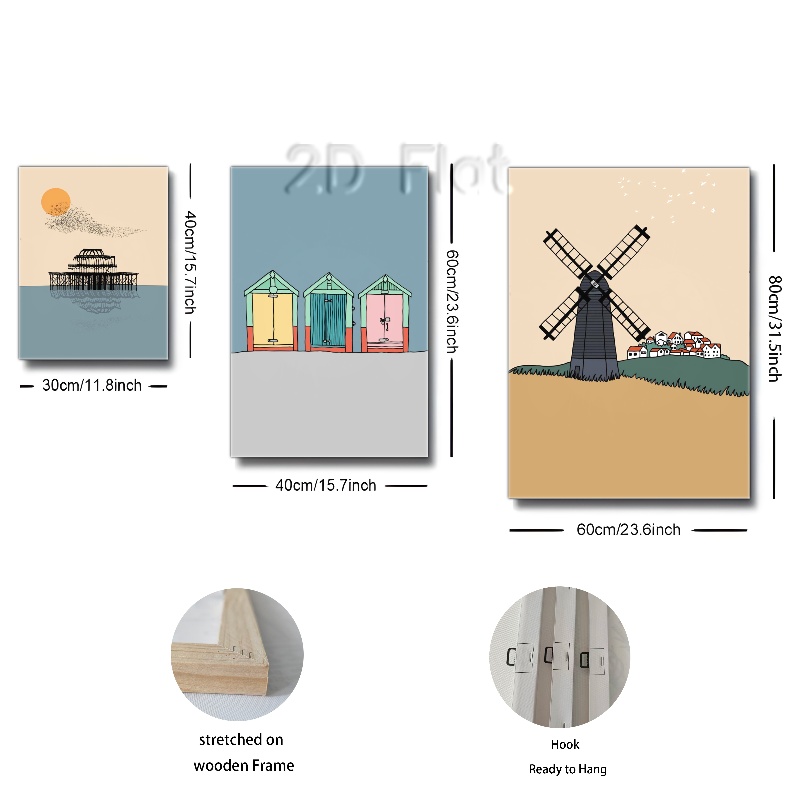 2D Flat
40cm/15.7inch
30cm/11.8inch
60cm/23.6inch
40cm/15.7inch
80cm/31.5inch
60cm/23.6inch
stretched on
wooden Frame
Hook
Ready to Hang